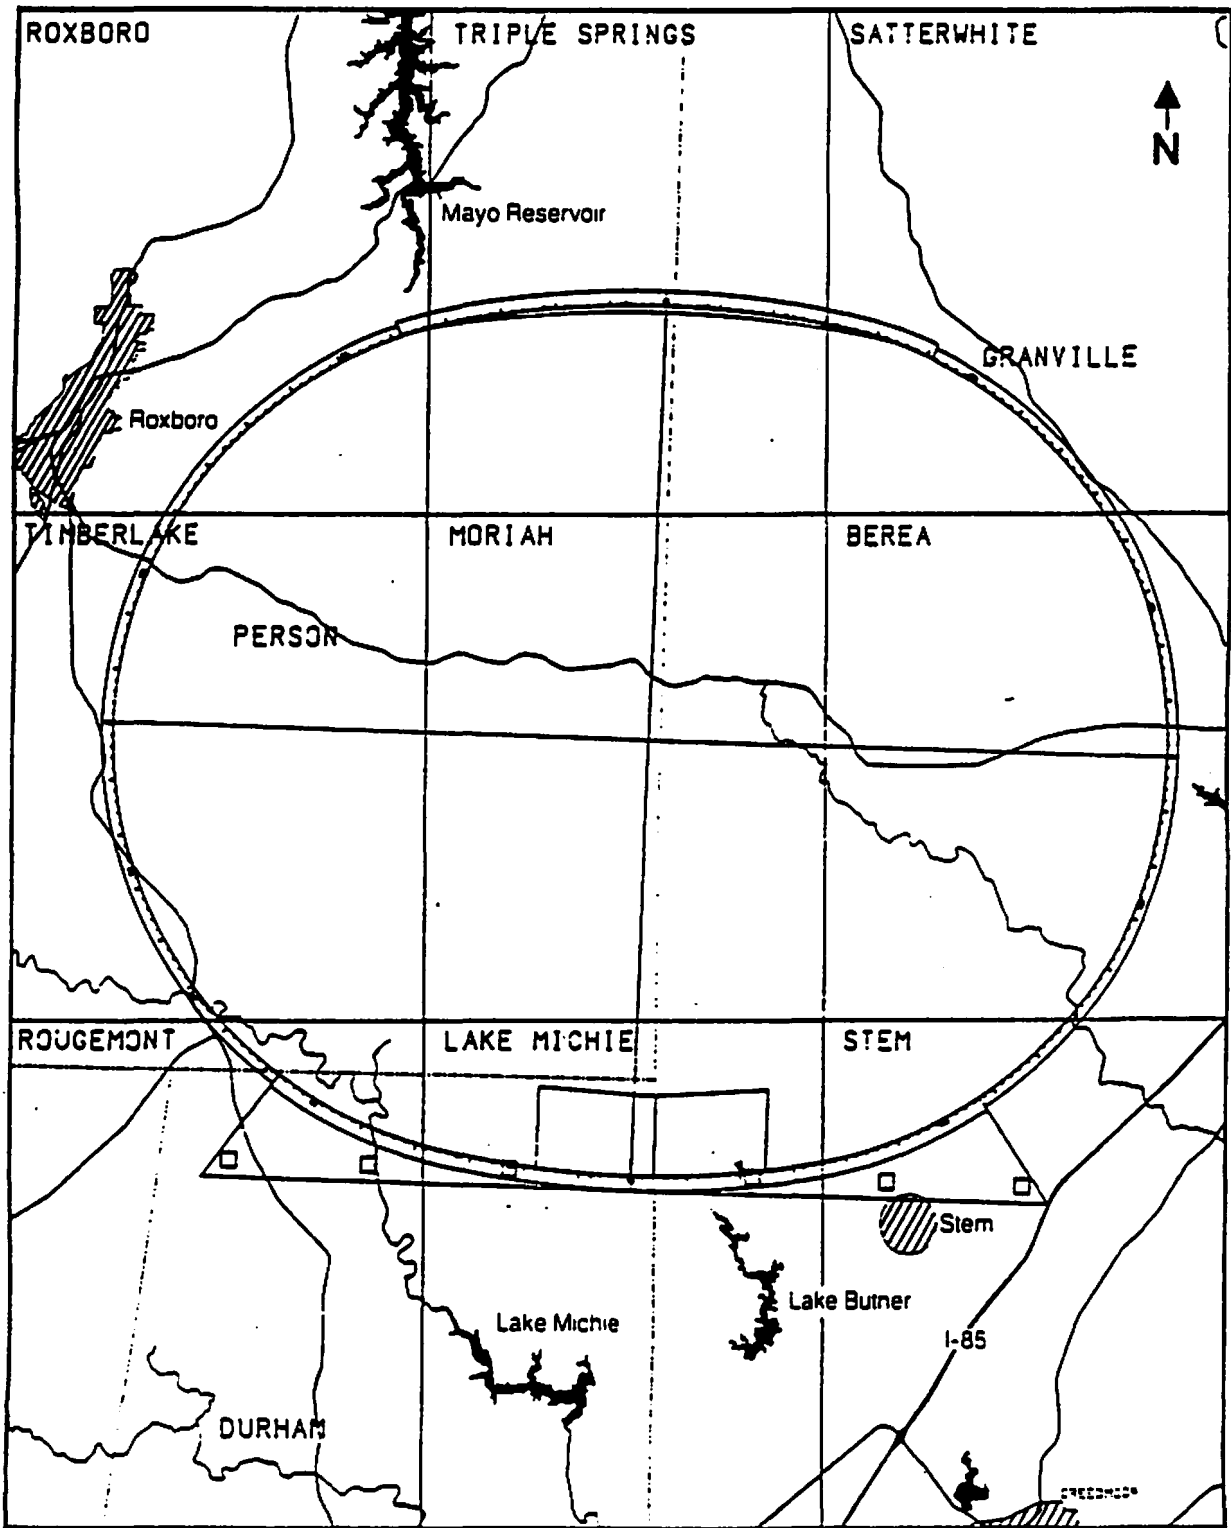 ROXBORO
TRIPLE SPRINGS
SATTERWHITE
N
Mayo Reservoir
GRANVILLE
Roxboro
TIMBERLAKE
MORIAH
BEREA
PERSON
ROUGEMONT
LAKE MICHIE
STEM
Stem
Lake Butner
Lake Michie
I-85
DURHAM
CREEDMOOR